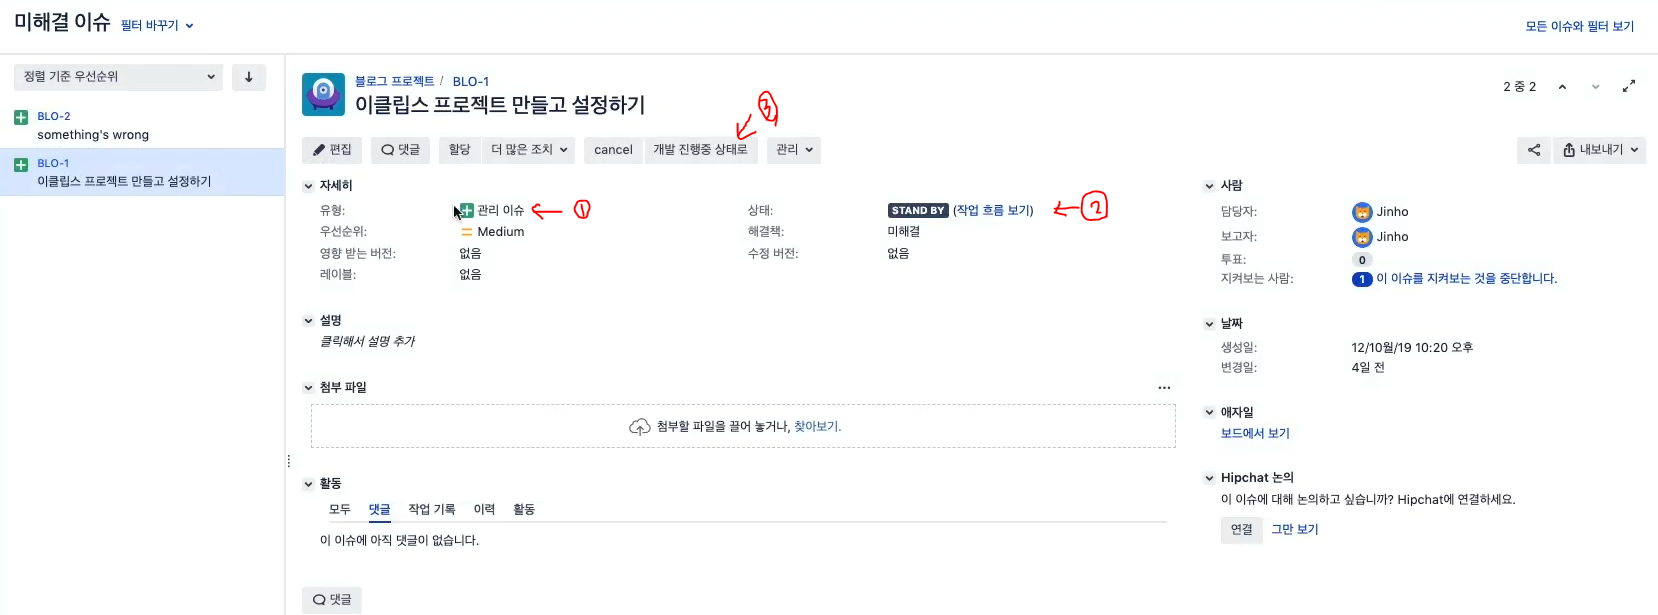 미해결 이슈 필터 바꾸기
모든 이슈와 필터 보기
정렬 기준 우선순위
BLO-2
something's wrong
BLO-1
이클립스 프로젝트 만들고 설정하기
블로그 프로젝트 / BLO-1
이클립스 프로젝트 만들고 설정하기
2 중 2
③
편집 댓글 할당 더 많은 조치 cancel 개발 진행중 상태로 관리
내보내기
자세히
유형: 관리 이슈 ①
우선순위: Medium
영향 받는 버전: 없음
레이블: 없음
상태: STAND BY (작업 흐름 보기) ②
해결책: 미해결
수정 버전: 없음
설명
클릭해서 설명 추가
첨부 파일
첨부할 파일을 끌어 놓거나, 찾아보기.
활동
모두 댓글 작업 기록 이력 활동
이 이슈에 아직 댓글이 없습니다.
댓글
사람
담당자: Jinho
보고자: Jinho
투표: 0
지켜보는 사람: 1 이 이슈를 지켜보는 것을 중단합니다.
날짜
생성일: 12/10월/19 10:20 오후
변경일: 4일 전
애자일
보드에서 보기
Hipchat 논의
이 이슈에 대해 논의하고 싶습니까? Hipchat에 연결하세요.
연결 그만 보기